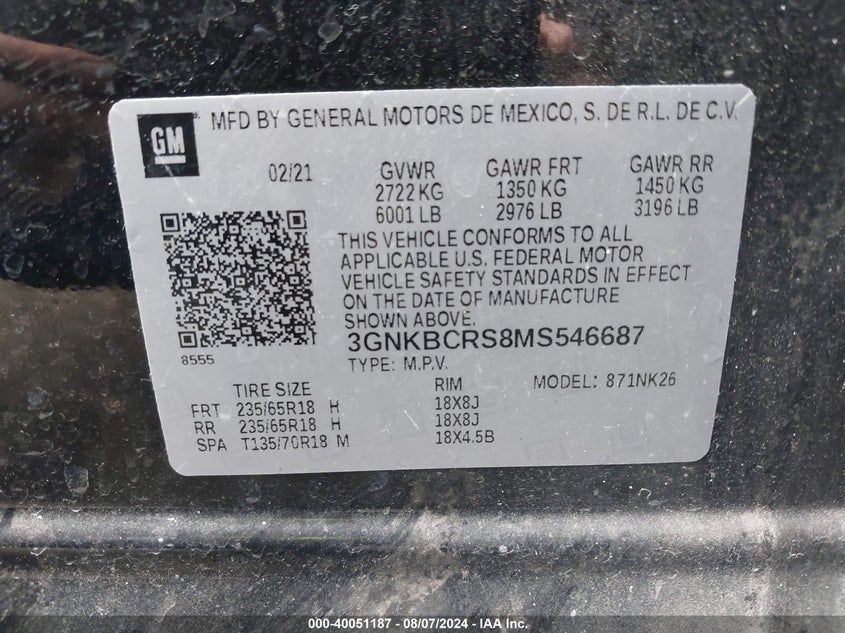 GM
MFD BY GENERAL MOTORS DE MEXICO, S. DE R.L. DE C.V.
02/21 GVWR GAWR FRT GAWR RR
2722 KG 1350 KG 1450 KG
6001 LB 2976 LB 3196 LB
THIS VEHICLE CONFORMS TO ALL
APPLICABLE U.S. FEDERAL MOTOR
VEHICLE SAFETY STANDARDS IN EFFECT
ON THE DATE OF MANUFACTURE
SHOWN ABOVE.
8555
3GNKBCRS8MS546687
TYPE: M.P.V.
TIRE SIZE RIM MODEL: 871NK26
FRT 235/65R18 H 18X8J
RR 235/65R18 H 18X8J
SPA T135/70R18 M 18X4.5B
000-40051187 - 08/07/2024 - IAA Inc.